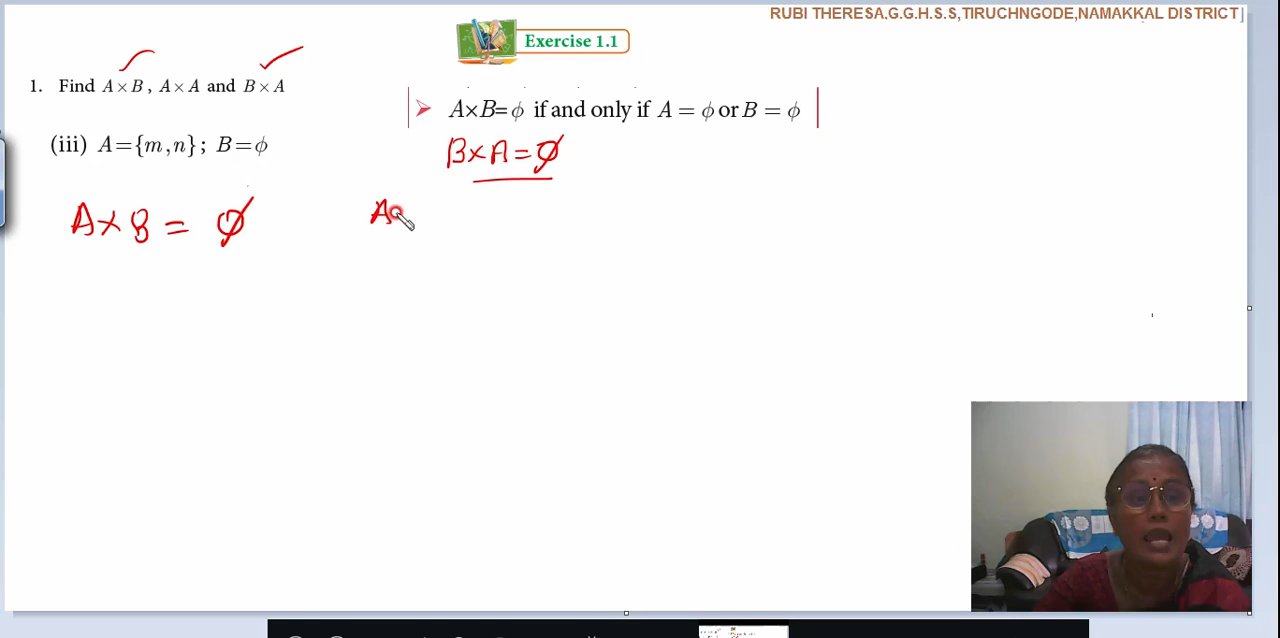 RUBI THERESA,G.G.H.S.S,TIRUCHNGODE,NAMAKKAL DISTRICT]
Exercise 1.1
1. Find A×B, A×A and B×A
➤ A×B=ϕ if and only if A = ϕ or B = ϕ
(iii) A={m,n}; B=ϕ
B×A=ϕ
A×B = ϕ
A